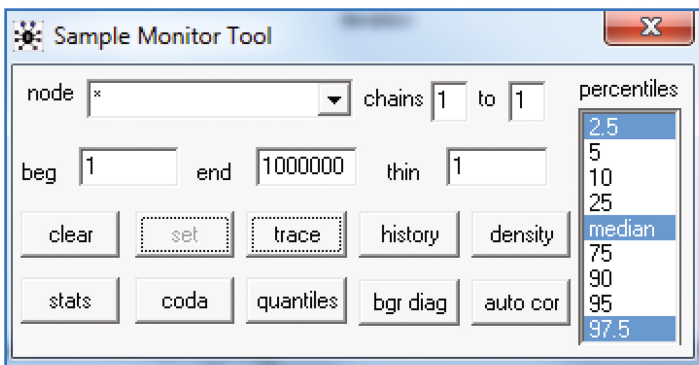 Sample Monitor Tool
node * chains 1 to 1 percentiles
beg 1 end 1000000 thin 1
clear set trace history density
stats coda quantiles bgr diag auto cor
2.5
5
10
25
median
75
90
95
97.5